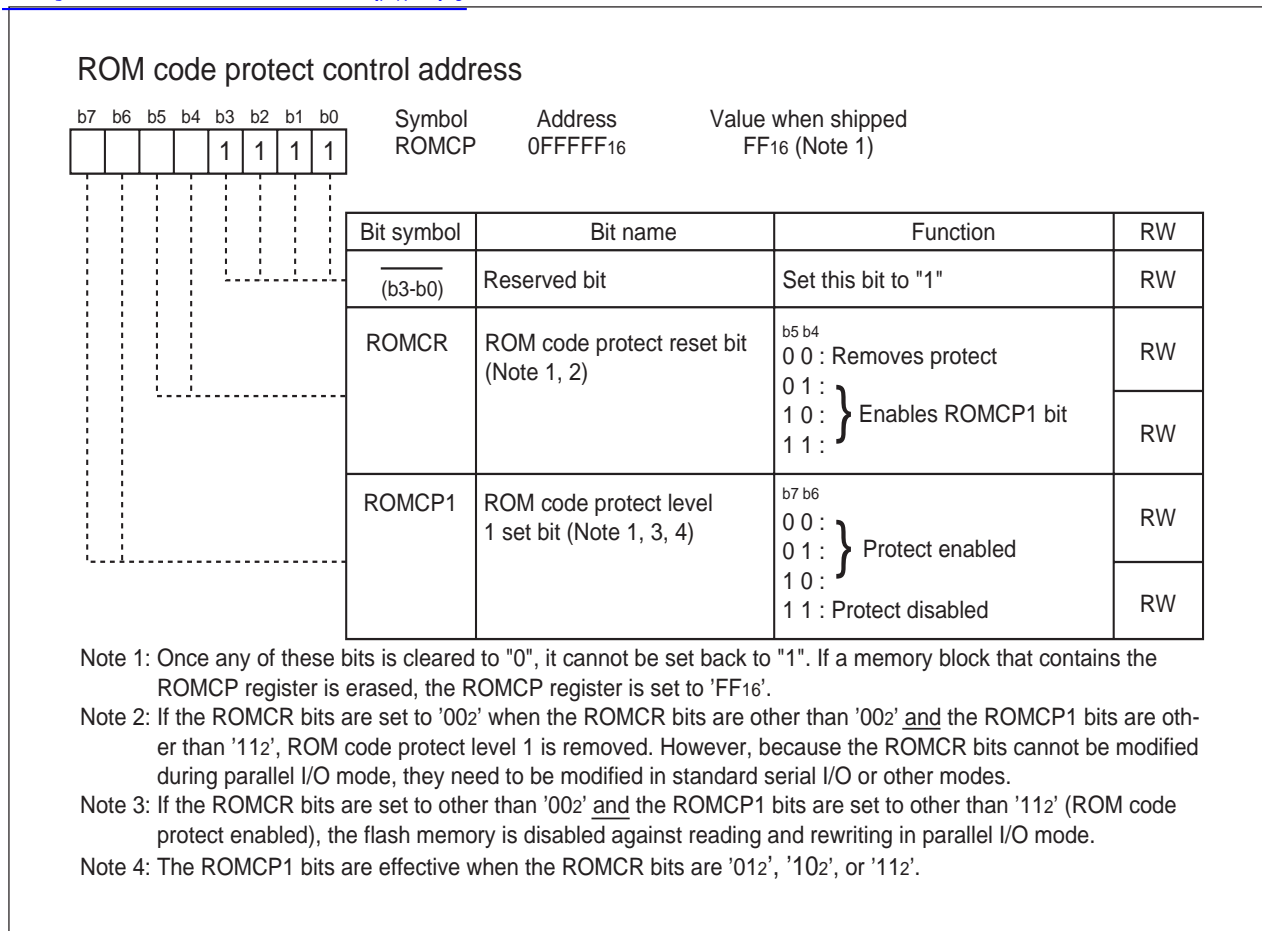 ROM code protect control address
b7 b6 b5 b4 b3 b2 b1 b0
1 1 1 1
Symbol Address Value when shipped
ROMCP 0FFFFF16 FF16 (Note 1)
Bit symbol Bit name Function RW
(b3-b0) Reserved bit Set this bit to "1" RW
ROMCR ROM code protect reset bit (Note 1, 2)
b5 b4
0 0 : Removes protect
0 1 :
1 0 : } Enables ROMCP1 bit
1 1 :
RW
RW
ROMCP1 ROM code protect level 1 set bit (Note 1, 3, 4)
b7 b6
0 0 :
0 1 : } Protect enabled
1 0 :
1 1 : Protect disabled
RW
RW
Note 1: Once any of these bits is cleared to "0", it cannot be set back to "1". If a memory block that contains the
ROMCP register is erased, the ROMCP register is set to 'FF16'.
Note 2: If the ROMCR bits are set to '002' when the ROMCR bits are other than '002' and the ROMCP1 bits are oth-
er than '112', ROM code protect level 1 is removed. However, because the ROMCR bits cannot be modified
during parallel I/O mode, they need to be modified in standard serial I/O or other modes.
Note 3: If the ROMCR bits are set to other than '002' and the ROMCP1 bits are set to other than '112' (ROM code
protect enabled), the flash memory is disabled against reading and rewriting in parallel I/O mode.
Note 4: The ROMCP1 bits are effective when the ROMCR bits are '012', '102', or '112'.